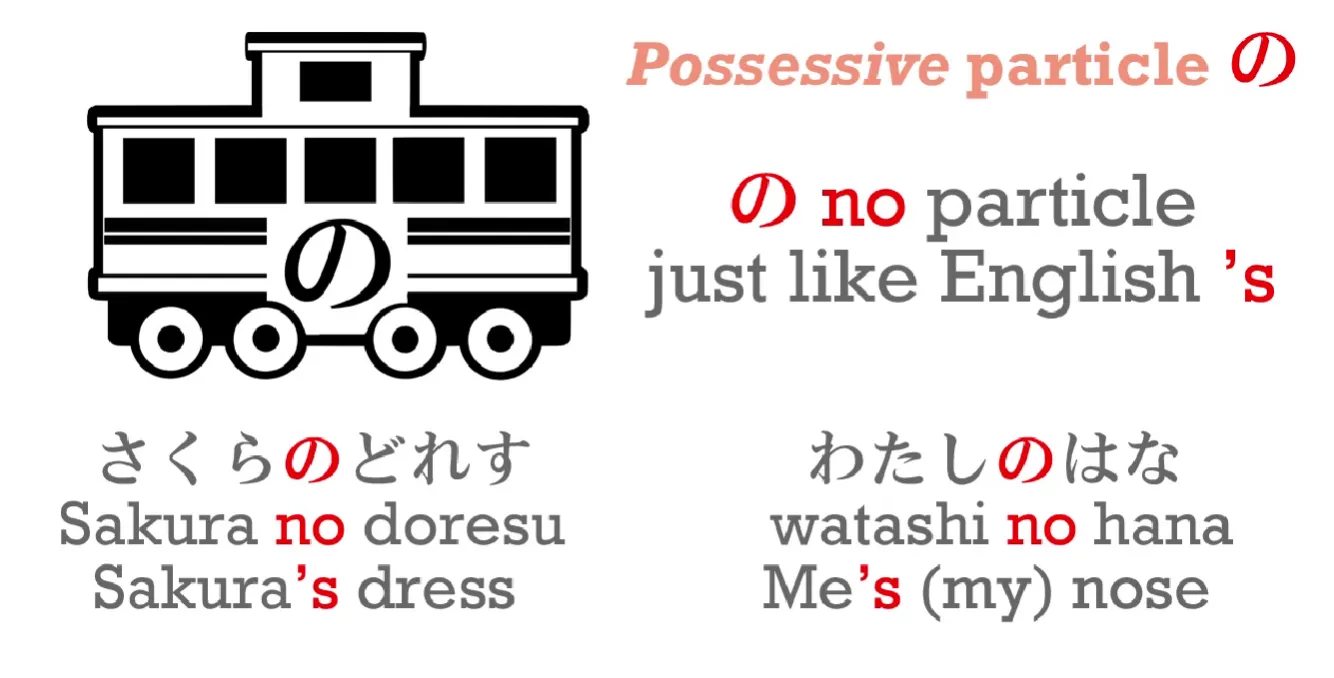 Possessive particle の
の
の no particle
just like English ’s
さくらのどれす
Sakura no doresu
Sakura’s dress
わたしのはな
watashi no hana
Me’s (my) nose